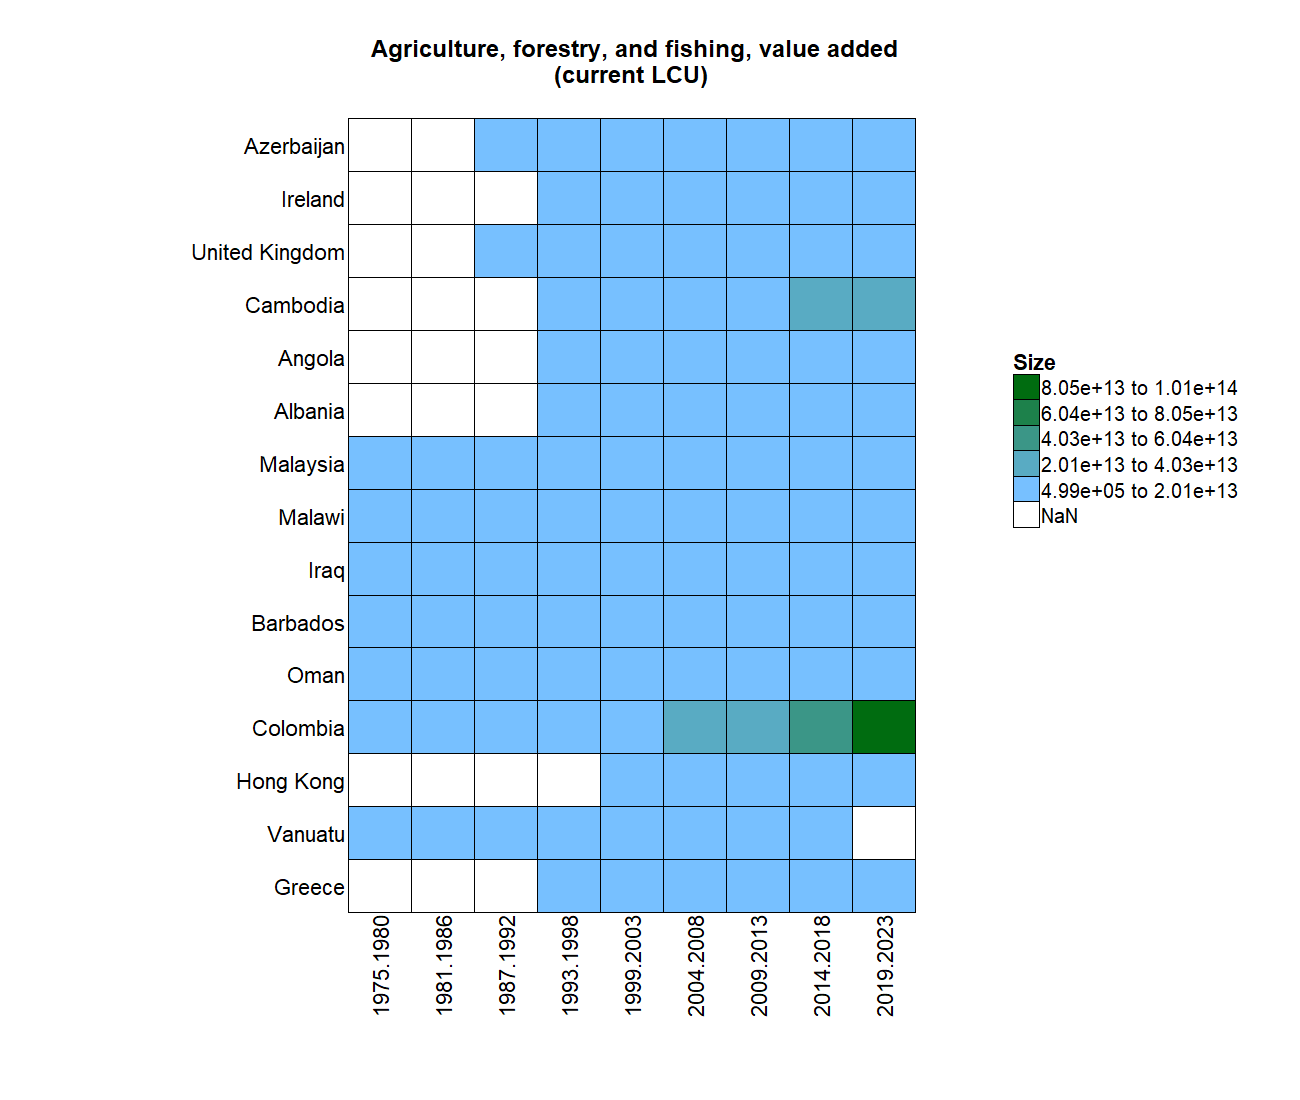 Agriculture, forestry, and fishing, value added
(current LCU)
Azerbaijan
Ireland
United Kingdom
Cambodia
Angola
Albania
Malaysia
Malawi
Iraq
Barbados
Oman
Colombia
Hong Kong
Vanuatu
Greece
1975.1980
1981.1986
1987.1992
1993.1998
1999.2003
2004.2008
2009.2013
2014.2018
2019.2023
Size
8.05e+13 to 1.01e+14
6.04e+13 to 8.05e+13
4.03e+13 to 6.04e+13
2.01e+13 to 4.03e+13
4.99e+05 to 2.01e+13
NaN